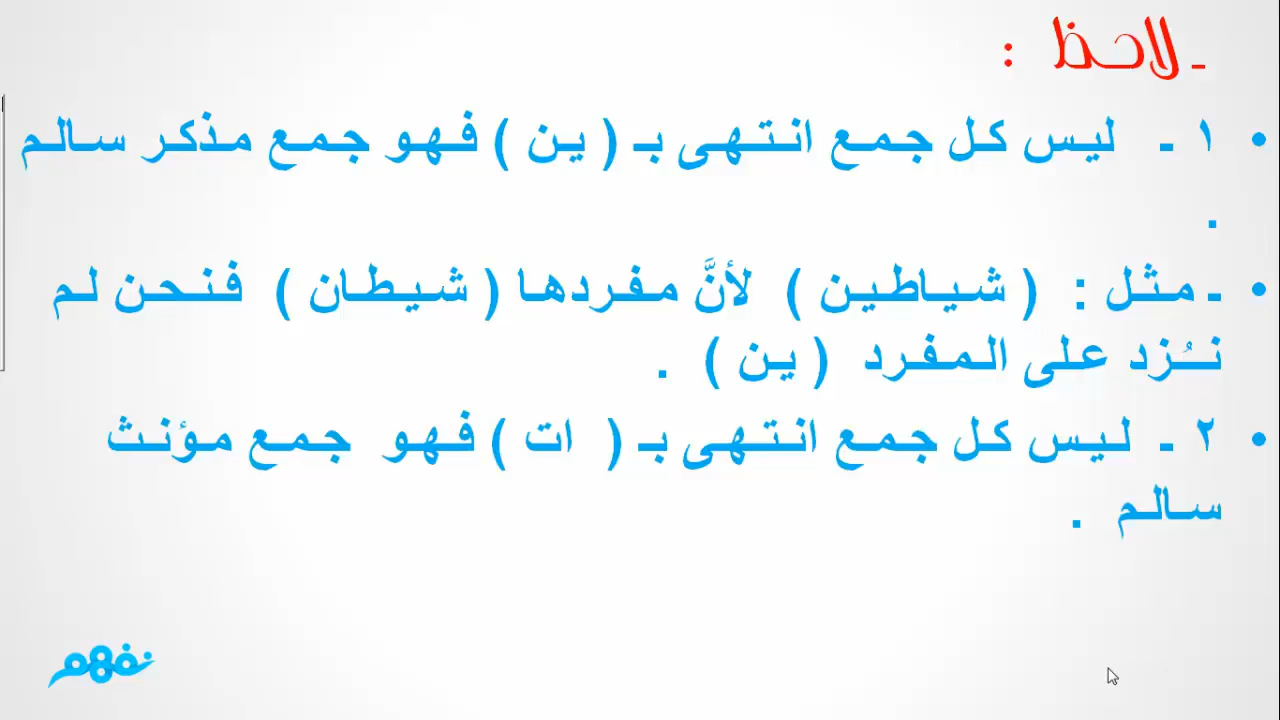 ـ لاحظ :
• ١ ـ ليس كل جمع انتهى بـ ( ين ) فهو جمع مذكر سالم
.
• ـ مثل : ( شياطين ) لأنَّ مفردها ( شيطان ) فنحن لم
نـُزد على المفرد ( ين ) .
• ٢ ـ ليس كل جمع انتهى بـ ( ات ) فهو جمع مؤنث
سالم .
نفهم